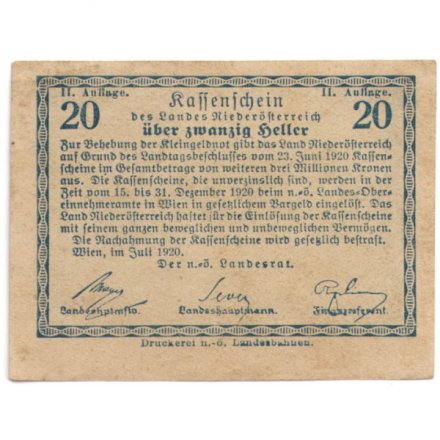 II. Auflage. II. Auflage.
20 Kassenschein 20
des Landes Niederösterreich
über zwanzig Heller
Zur Behebung der Kleingeldnot gibt das Land Niederösterreich
auf Grund des Landtagsbeschlusses vom 23. Juni 1920 Kassen-
scheine im Gesamtbetrage von weiteren drei Millionen Kronen
aus. Die Kassenscheine, die unverzinslich sind, werden in der
Zeit vom 15. bis 31. Dezember 1920 beim n.-ö. Landes-Ober-
einnehmeramte in Wien in gesetzlichem Bargeld eingelöst. Das
Land Niederösterreich haftet für die Einlösung der Kassenscheine
mit seinem ganzen beweglichen und unbeweglichen Vermögen.
Die Nachahmung der Kassenscheine wird gesetzlich bestraft.
Wien, im Juli 1920.
Der n.-ö. Landesrat.
Landeshptmstv. Landeshauptmann. Finanzreferent.
Druckerei n.-ö. Landesbahnen.